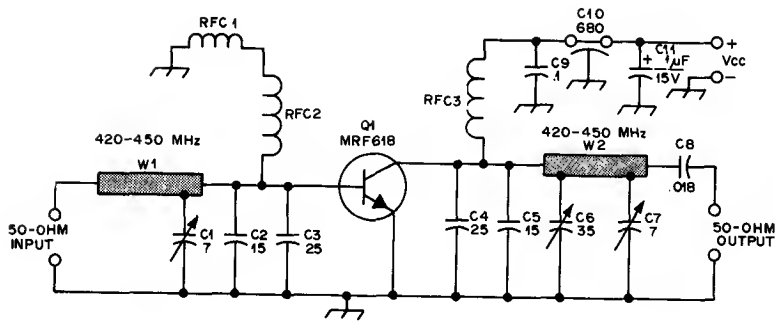 RFC1
C10
680
C9
.1
C11
1µF
15V
+
+
Vcc
−
RFC2
RFC3
420-450 MHz
W1
Q1
MRF618
420-450 MHz
W2
C8
.018
50-OHM
INPUT
C1
7
C2
15
C3
25
C4
25
C5
15
C6
35
C7
7
50-OHM
OUTPUT